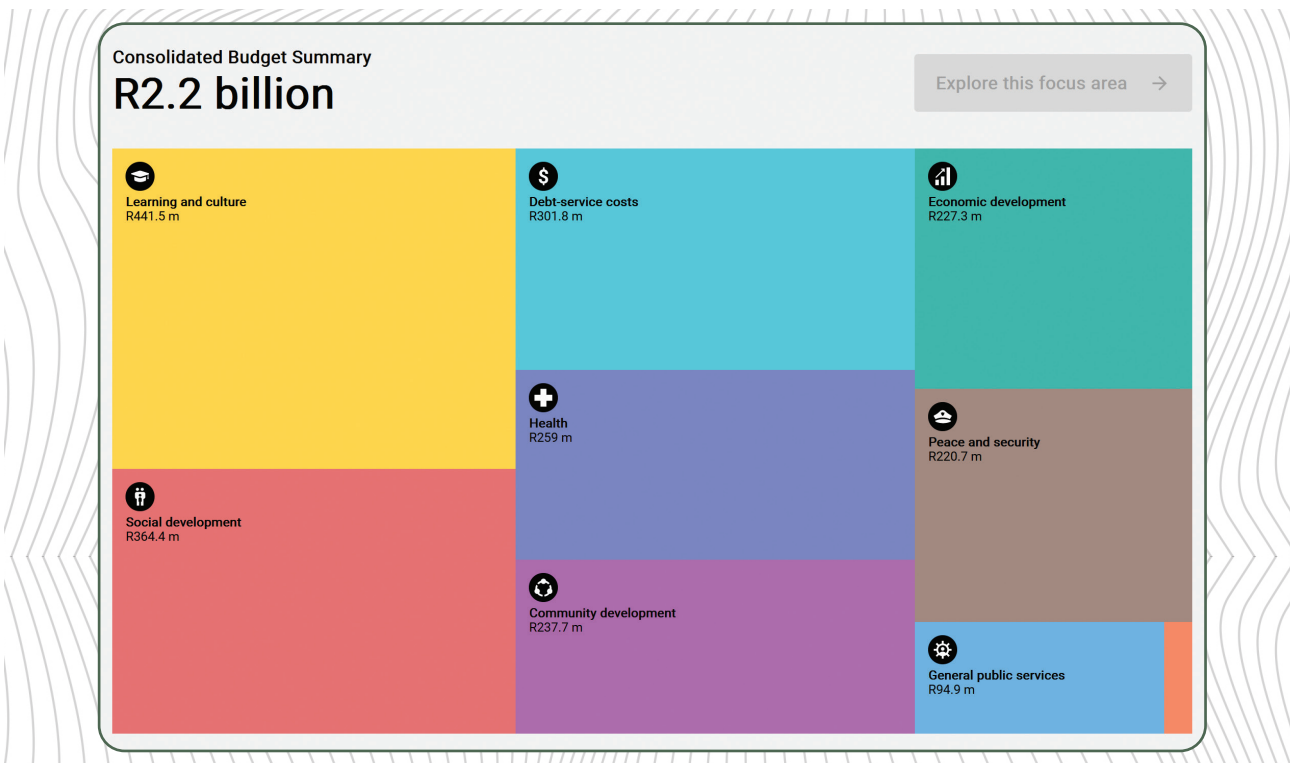 Consolidated Budget Summary
R2.2 billion
Explore this focus area
Learning and culture
R441.5 m
Debt-service costs
R301.8 m
Economic development
R227.3 m
Health
R259 m
Peace and security
R220.7 m
Social development
R364.4 m
Community development
R237.7 m
General public services
R94.9 m